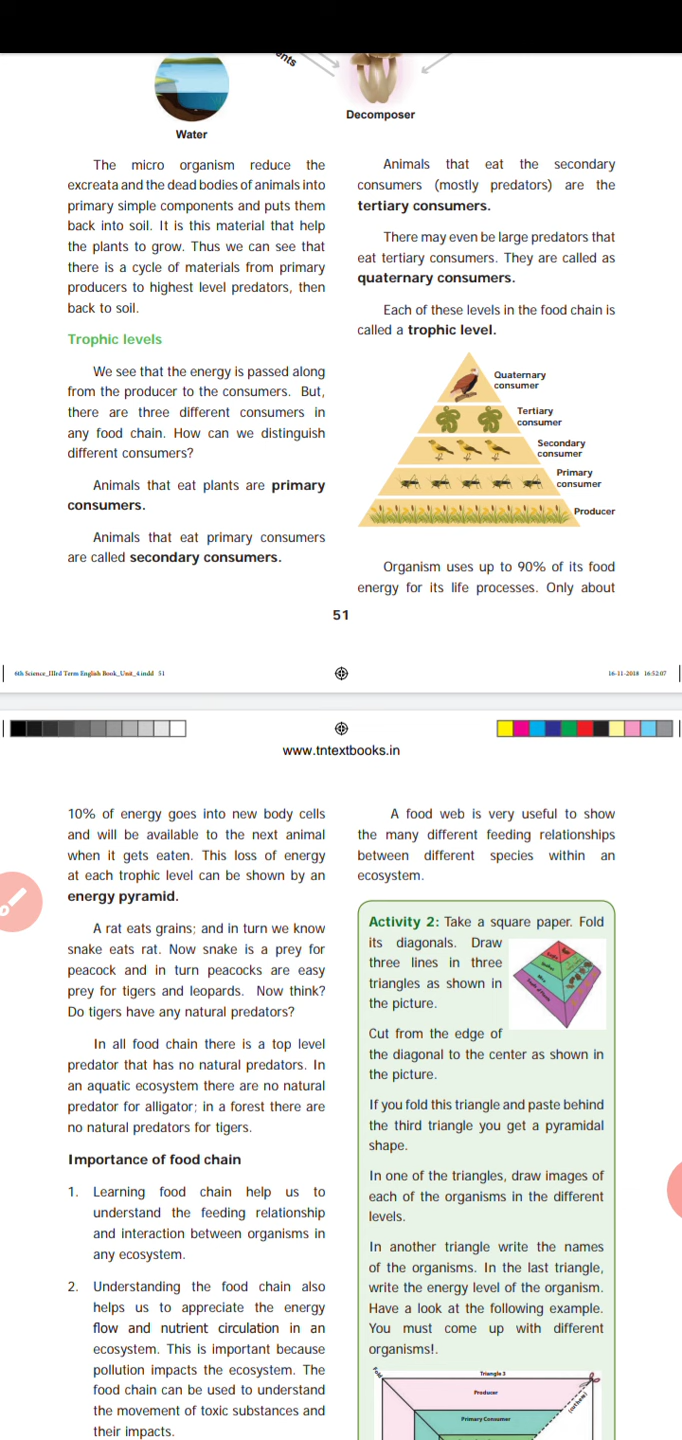 ents
Decomposer
Water
The micro organism reduce the
excreata and the dead bodies of animals into
primary simple components and puts them
back into soil. It is this material that help
the plants to grow. Thus we can see that
there is a cycle of materials from primary
producers to highest level predators, then
back to soil.
Trophic levels
We see that the energy is passed along
from the producer to the consumers. But,
there are three different consumers in
any food chain. How can we distinguish
different consumers?
Animals that eat plants are primary
consumers.
Animals that eat primary consumers
are called secondary consumers.
Animals that eat the secondary
consumers (mostly predators) are the
tertiary consumers.
There may even be large predators that
eat tertiary consumers. They are called as
quaternary consumers.
Each of these levels in the food chain is
called a trophic level.
Quaternary
consumer
Tertiary
consumer
Secondary
consumer
Primary
consumer
Producer
Organism uses up to 90% of its food
energy for its life processes. Only about
51
6th Science_IIIrd Term English Book_Unit_4.indd 51
16-11-2018 16:52:07
www.tntextbooks.in
10% of energy goes into new body cells
and will be available to the next animal
when it gets eaten. This loss of energy
at each trophic level can be shown by an
energy pyramid.
A rat eats grains; and in turn we know
snake eats rat. Now snake is a prey for
peacock and in turn peacocks are easy
prey for tigers and leopards. Now think?
Do tigers have any natural predators?
In all food chain there is a top level
predator that has no natural predators. In
an aquatic ecosystem there are no natural
predator for alligator; in a forest there are
no natural predators for tigers.
Importance of food chain
1. Learning food chain help us to
understand the feeding relationship
and interaction between organisms in
any ecosystem.
2. Understanding the food chain also
helps us to appreciate the energy
flow and nutrient circulation in an
ecosystem. This is important because
pollution impacts the ecosystem. The
food chain can be used to understand
the movement of toxic substances and
their impacts.
A food web is very useful to show
the many different feeding relationships
between different species within an
ecosystem.
Activity 2: Take a square paper. Fold
its diagonals. Draw
three lines in three
triangles as shown in
the picture.
Cut from the edge of
the diagonal to the center as shown in
the picture.
If you fold this triangle and paste behind
the third triangle you get a pyramidal
shape.
In one of the triangles, draw images of
each of the organisms in the different
levels.
In another triangle write the names
of the organisms. In the last triangle,
write the energy level of the organism.
Have a look at the following example.
You must come up with different
organisms!.
Fold
Triangle 3
Producer
Primary Consumer